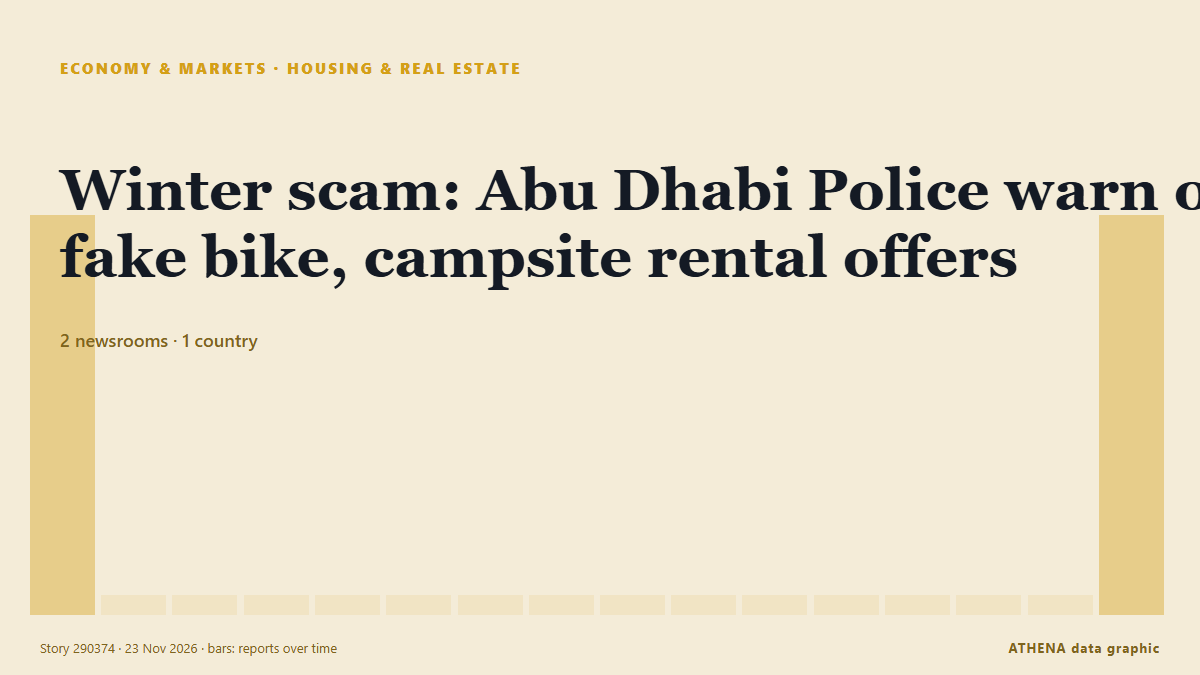 ECONOMY & MARKETS · HOUSING & REAL ESTATE
Winter scam: Abu Dhabi Police warn
fake bike, campsite rental offers
2 newsrooms · 1 country
Story 290374 · 23 Nov 2026 · bars: reports over time
ATHENA data graphic